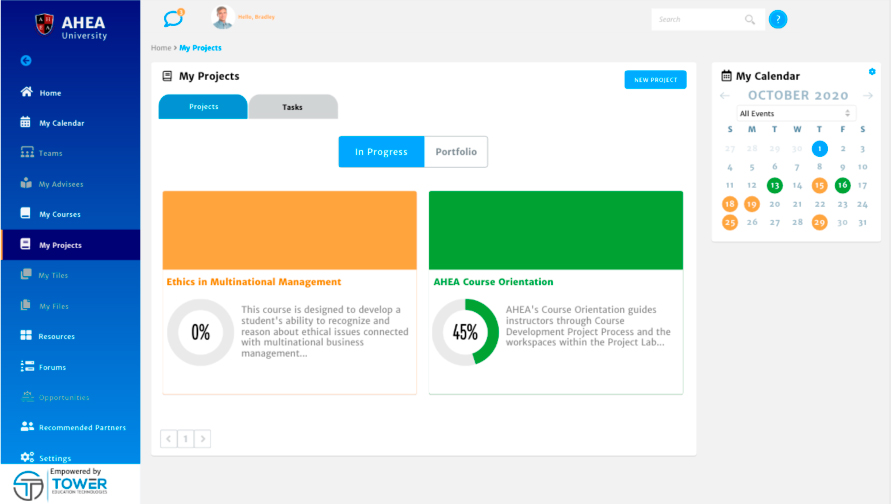 AHEA
University
Home
My Calendar
Teams
My Advisees
My Courses
My Projects
My Tiles
My Files
Resources
Forums
Opportunities
Recommended Partners
Settings
Empowered by
TOWER
EDUCATION TECHNOLOGIES
1
Hello, Bradley
Search
?
Home > My Projects
My Projects
NEW PROJECT
Projects
Tasks
In Progress
Portfolio
Ethics in Multinational Management
0%
This course is designed to develop a
student's ability to recognize and
reason about ethical issues connected
with multinational business
management...
AHEA Course Orientation
45%
AHEA's Course Orientation guides
instructors through Course
Development Project Process and the
workspaces within the Project Lab...
< 1 >
My Calendar
← OCTOBER 2020 →
All Events
S M T W T F S
27 28 29 30 1 2 3
4 5 6 7 8 9 10
11 12 13 14 15 16 17
18 19 20 21 22 23 24
25 26 27 28 29 30 31